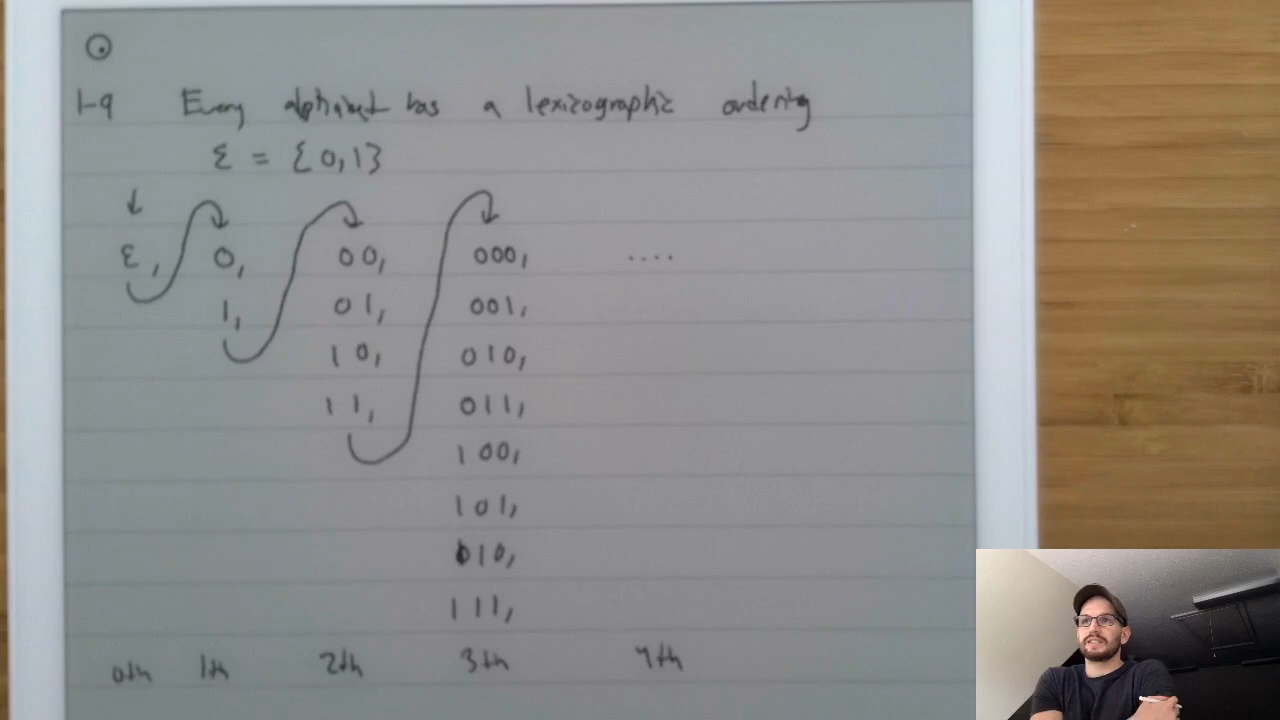 1-9 Every alphabet has a lexicographic ordering
Σ = {0,1}
ε, 0, 00, 000, ....
1, 01, 001,
10, 010,
11, 011,
100,
101,
010,
111,
0th 1th 2th 3th 4th